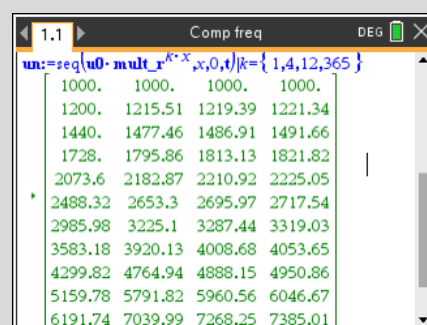 1.1 Comp freq DEG
un:=seq(u0·mult_r^k·x,x,0,t)|k={1,4,12,365}
1000. 1000. 1000. 1000.
1200. 1215.51 1219.39 1221.34
1440. 1477.46 1486.91 1491.66
1728. 1795.86 1813.13 1821.82
2073.6 2182.87 2210.92 2225.05
2488.32 2653.3 2695.97 2717.54
2985.98 3225.1 3287.44 3319.03
3583.18 3920.13 4008.68 4053.65
4299.82 4764.94 4888.15 4950.86
5159.78 5791.82 5960.56 6046.67
6191.74 7039.99 7268.25 7385.01